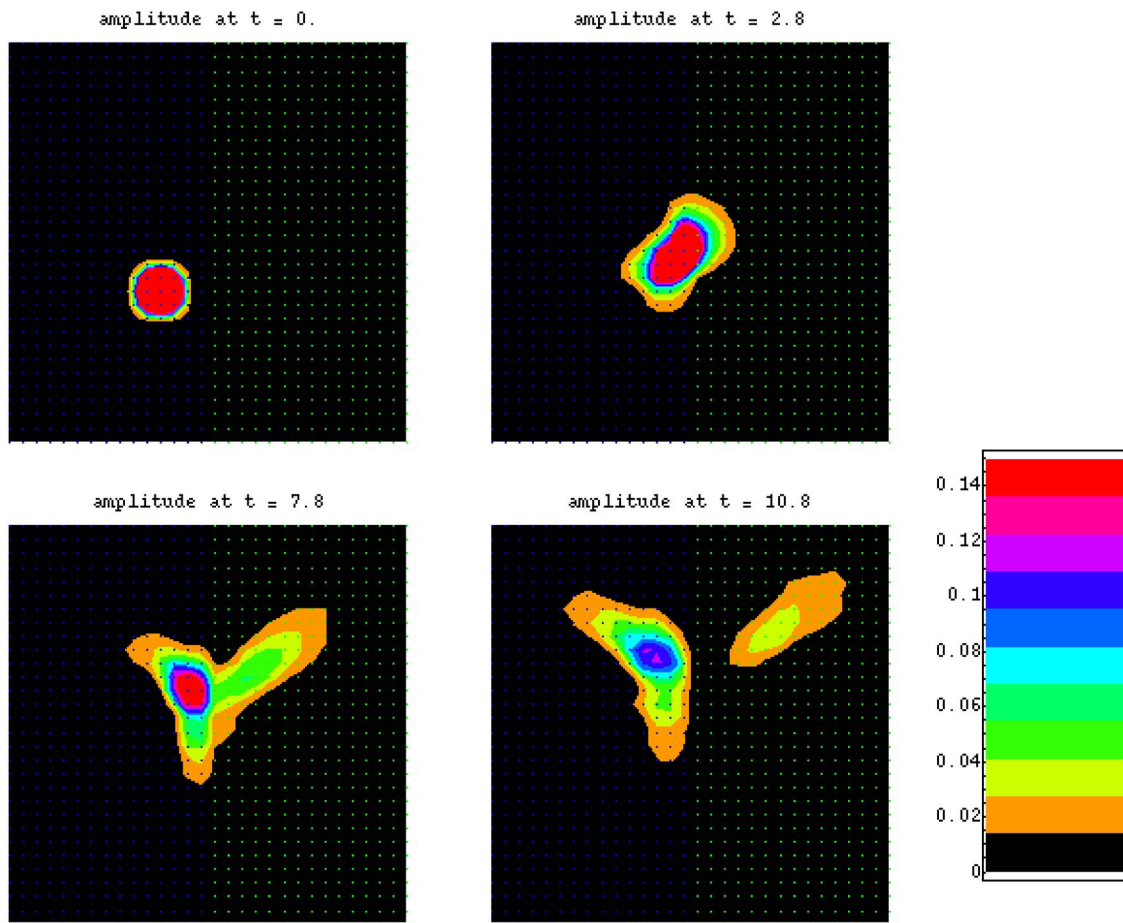 amplitude at t = 0.
amplitude at t = 2.8
amplitude at t = 7.8
amplitude at t = 10.8
0.14
0.12
0.1
0.08
0.06
0.04
0.02
0